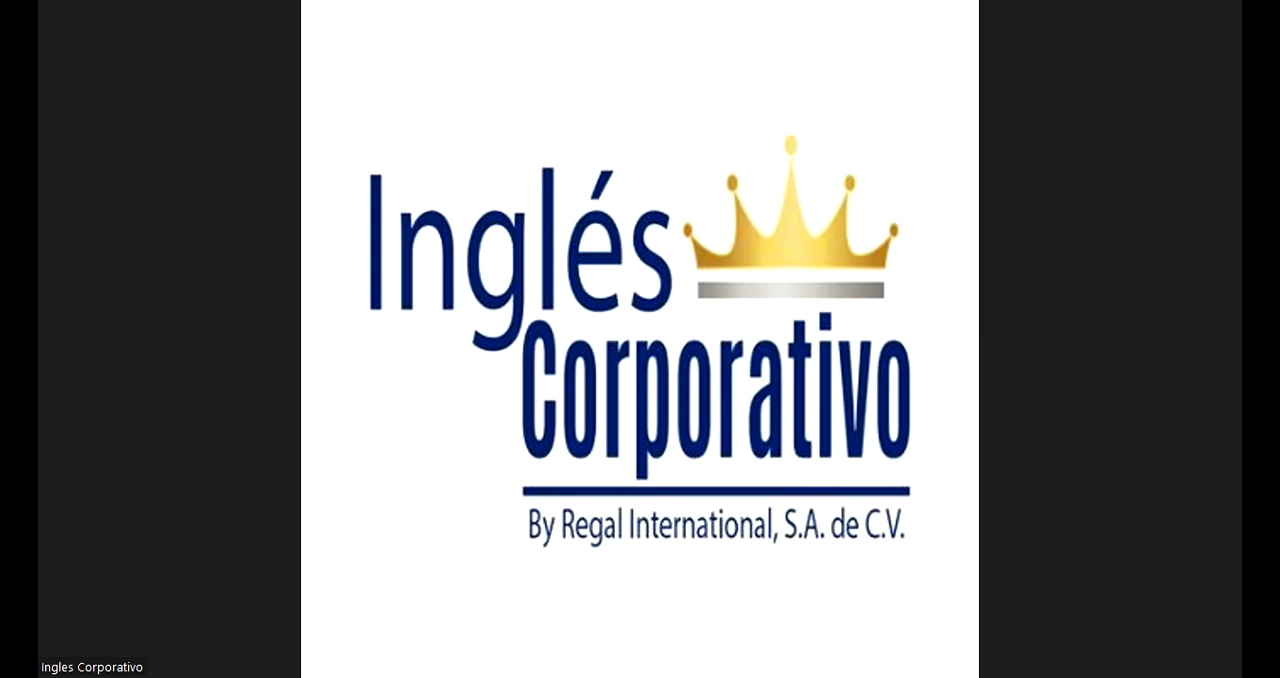 Inglés
Corporativo
By Regal International, S.A. de C.V.
Ingles Corporativo